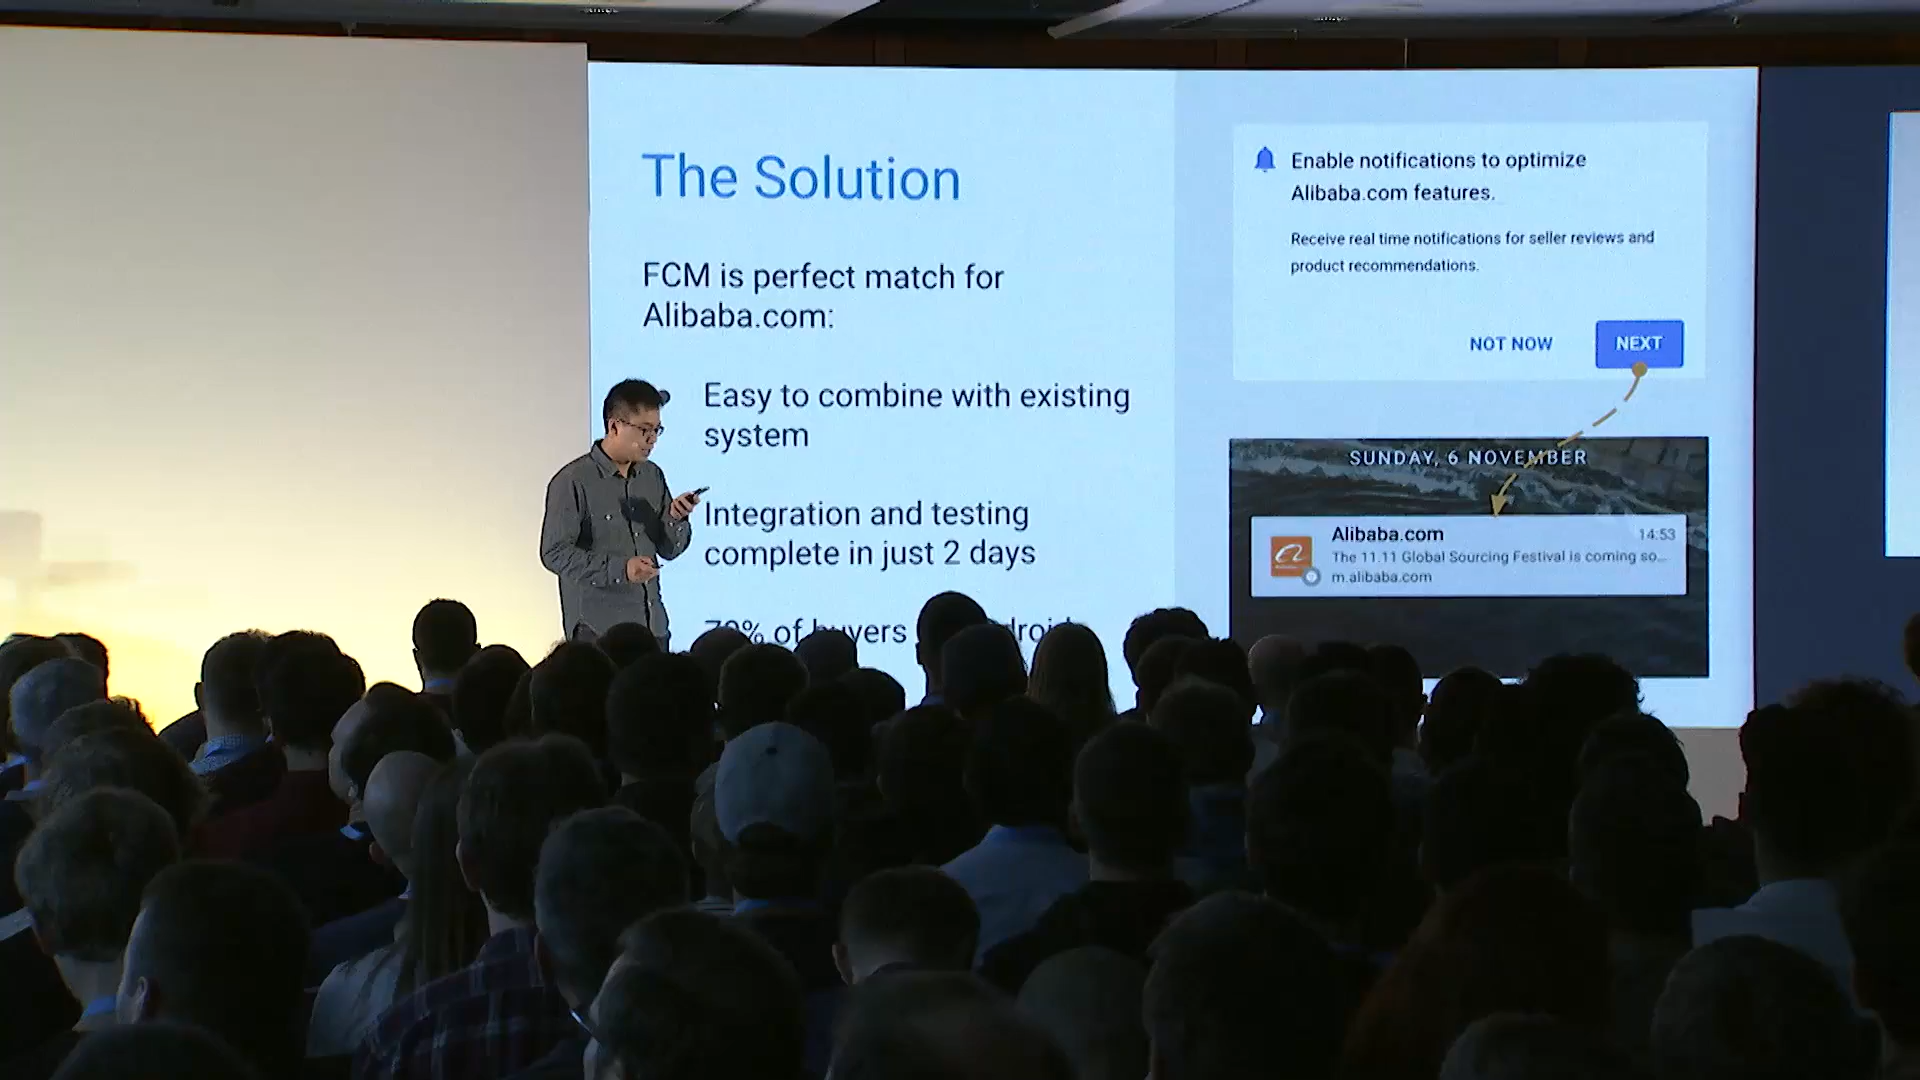 The Solution
FCM is perfect match for
Alibaba.com:
Easy to combine with existing
system
Integration and testing
complete in just 2 days
% of buyers
Enable notifications to optimize
Alibaba.com features.
Receive real time notifications for seller reviews and
product recommendations.
NOT NOW
NEXT
SUNDAY, 6 NOVEMBER
Alibaba.com
14:53
The 11.11 Global Sourcing Festival is coming so...
m.alibaba.com